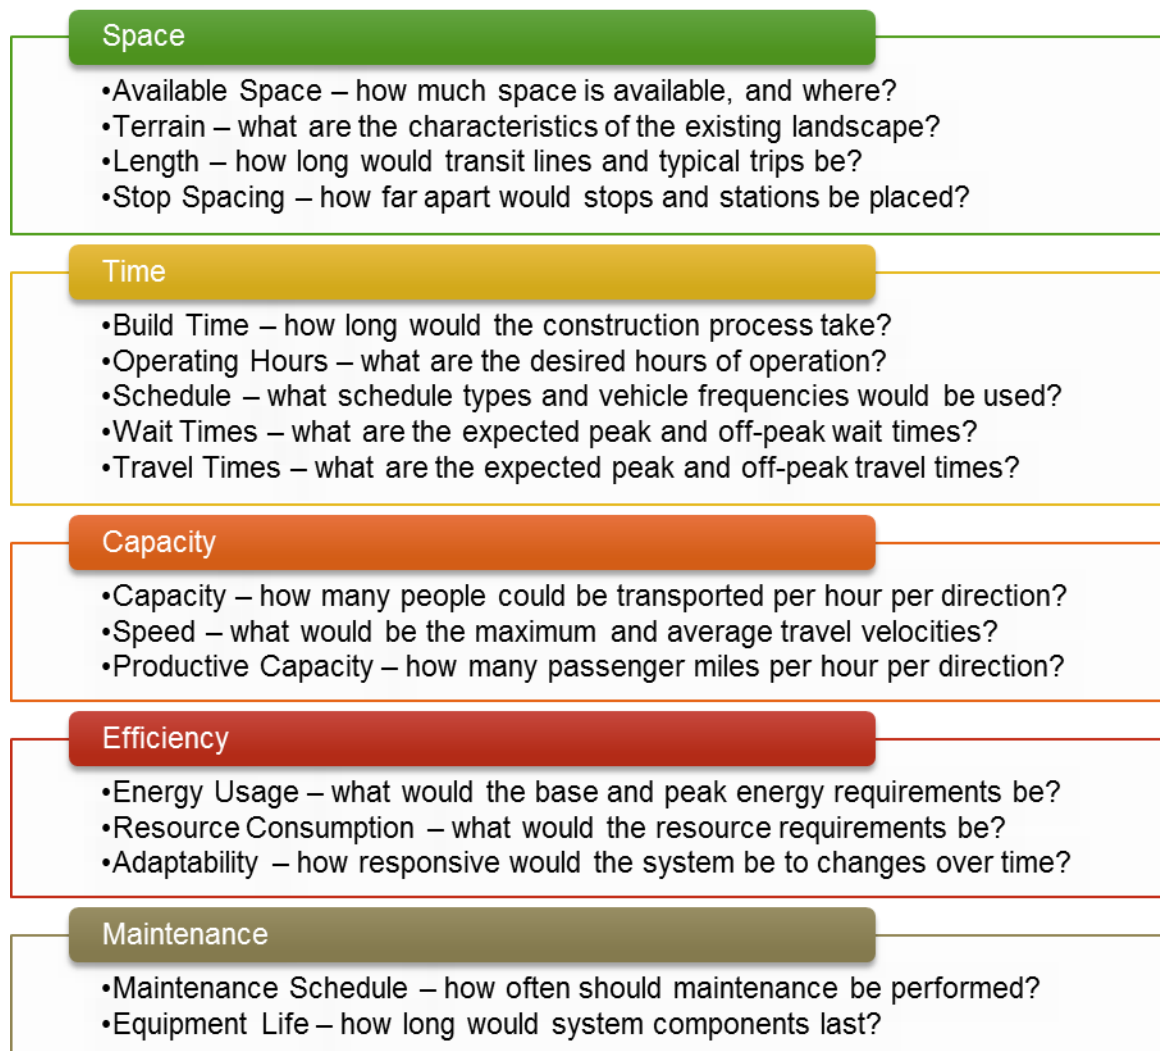 Space
•Available Space – how much space is available, and where?
•Terrain – what are the characteristics of the existing landscape?
•Length – how long would transit lines and typical trips be?
•Stop Spacing – how far apart would stops and stations be placed?
Time
•Build Time – how long would the construction process take?
•Operating Hours – what are the desired hours of operation?
•Schedule – what schedule types and vehicle frequencies would be used?
•Wait Times – what are the expected peak and off-peak wait times?
•Travel Times – what are the expected peak and off-peak travel times?
Capacity
•Capacity – how many people could be transported per hour per direction?
•Speed – what would be the maximum and average travel velocities?
•Productive Capacity – how many passenger miles per hour per direction?
Efficiency
•Energy Usage – what would the base and peak energy requirements be?
•Resource Consumption – what would the resource requirements be?
•Adaptability – how responsive would the system be to changes over time?
Maintenance
•Maintenance Schedule – how often should maintenance be performed?
•Equipment Life – how long would system components last?